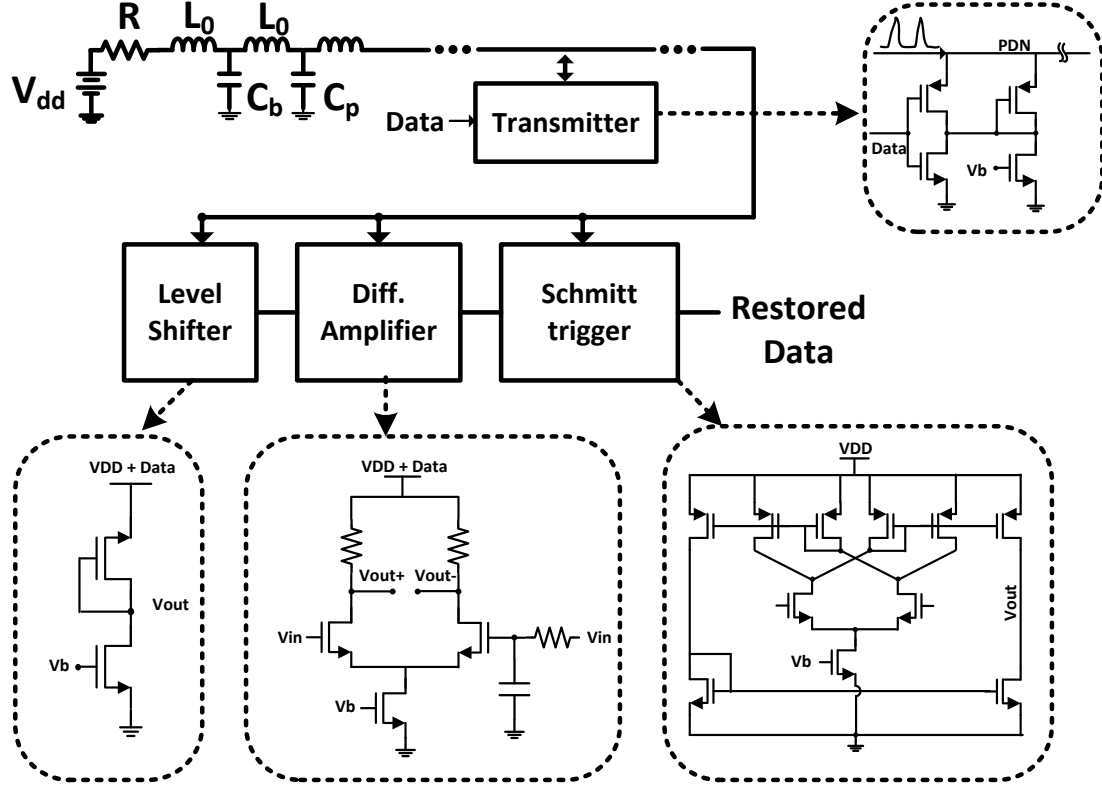 R
L₀
L₀
Vdd
Cb
Cp
Data
Transmitter
PDN
Data
Vb
Level
Shifter
Diff.
Amplifier
Schmitt
trigger
Restored
Data
VDD + Data
Vout
Vb
VDD + Data
Vout+
Vout-
Vin
Vin
Vb
VDD
Vout
Vb